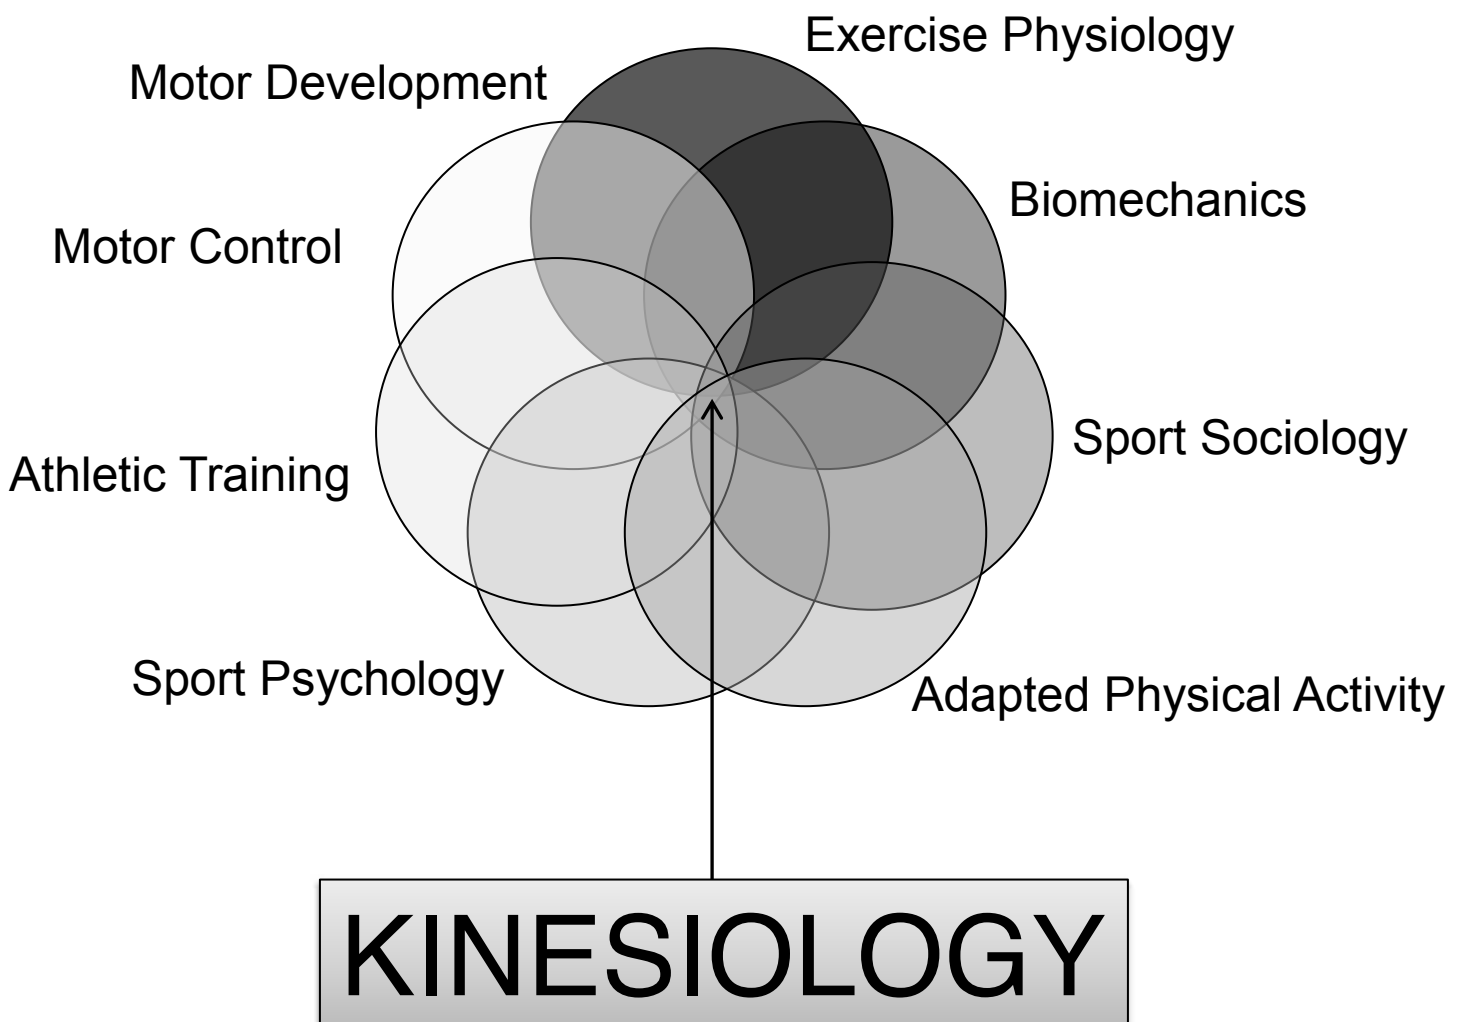 Exercise Physiology
Motor Development
Biomechanics
Motor Control
Sport Sociology
Athletic Training
Sport Psychology
Adapted Physical Activity
KINESIOLOGY